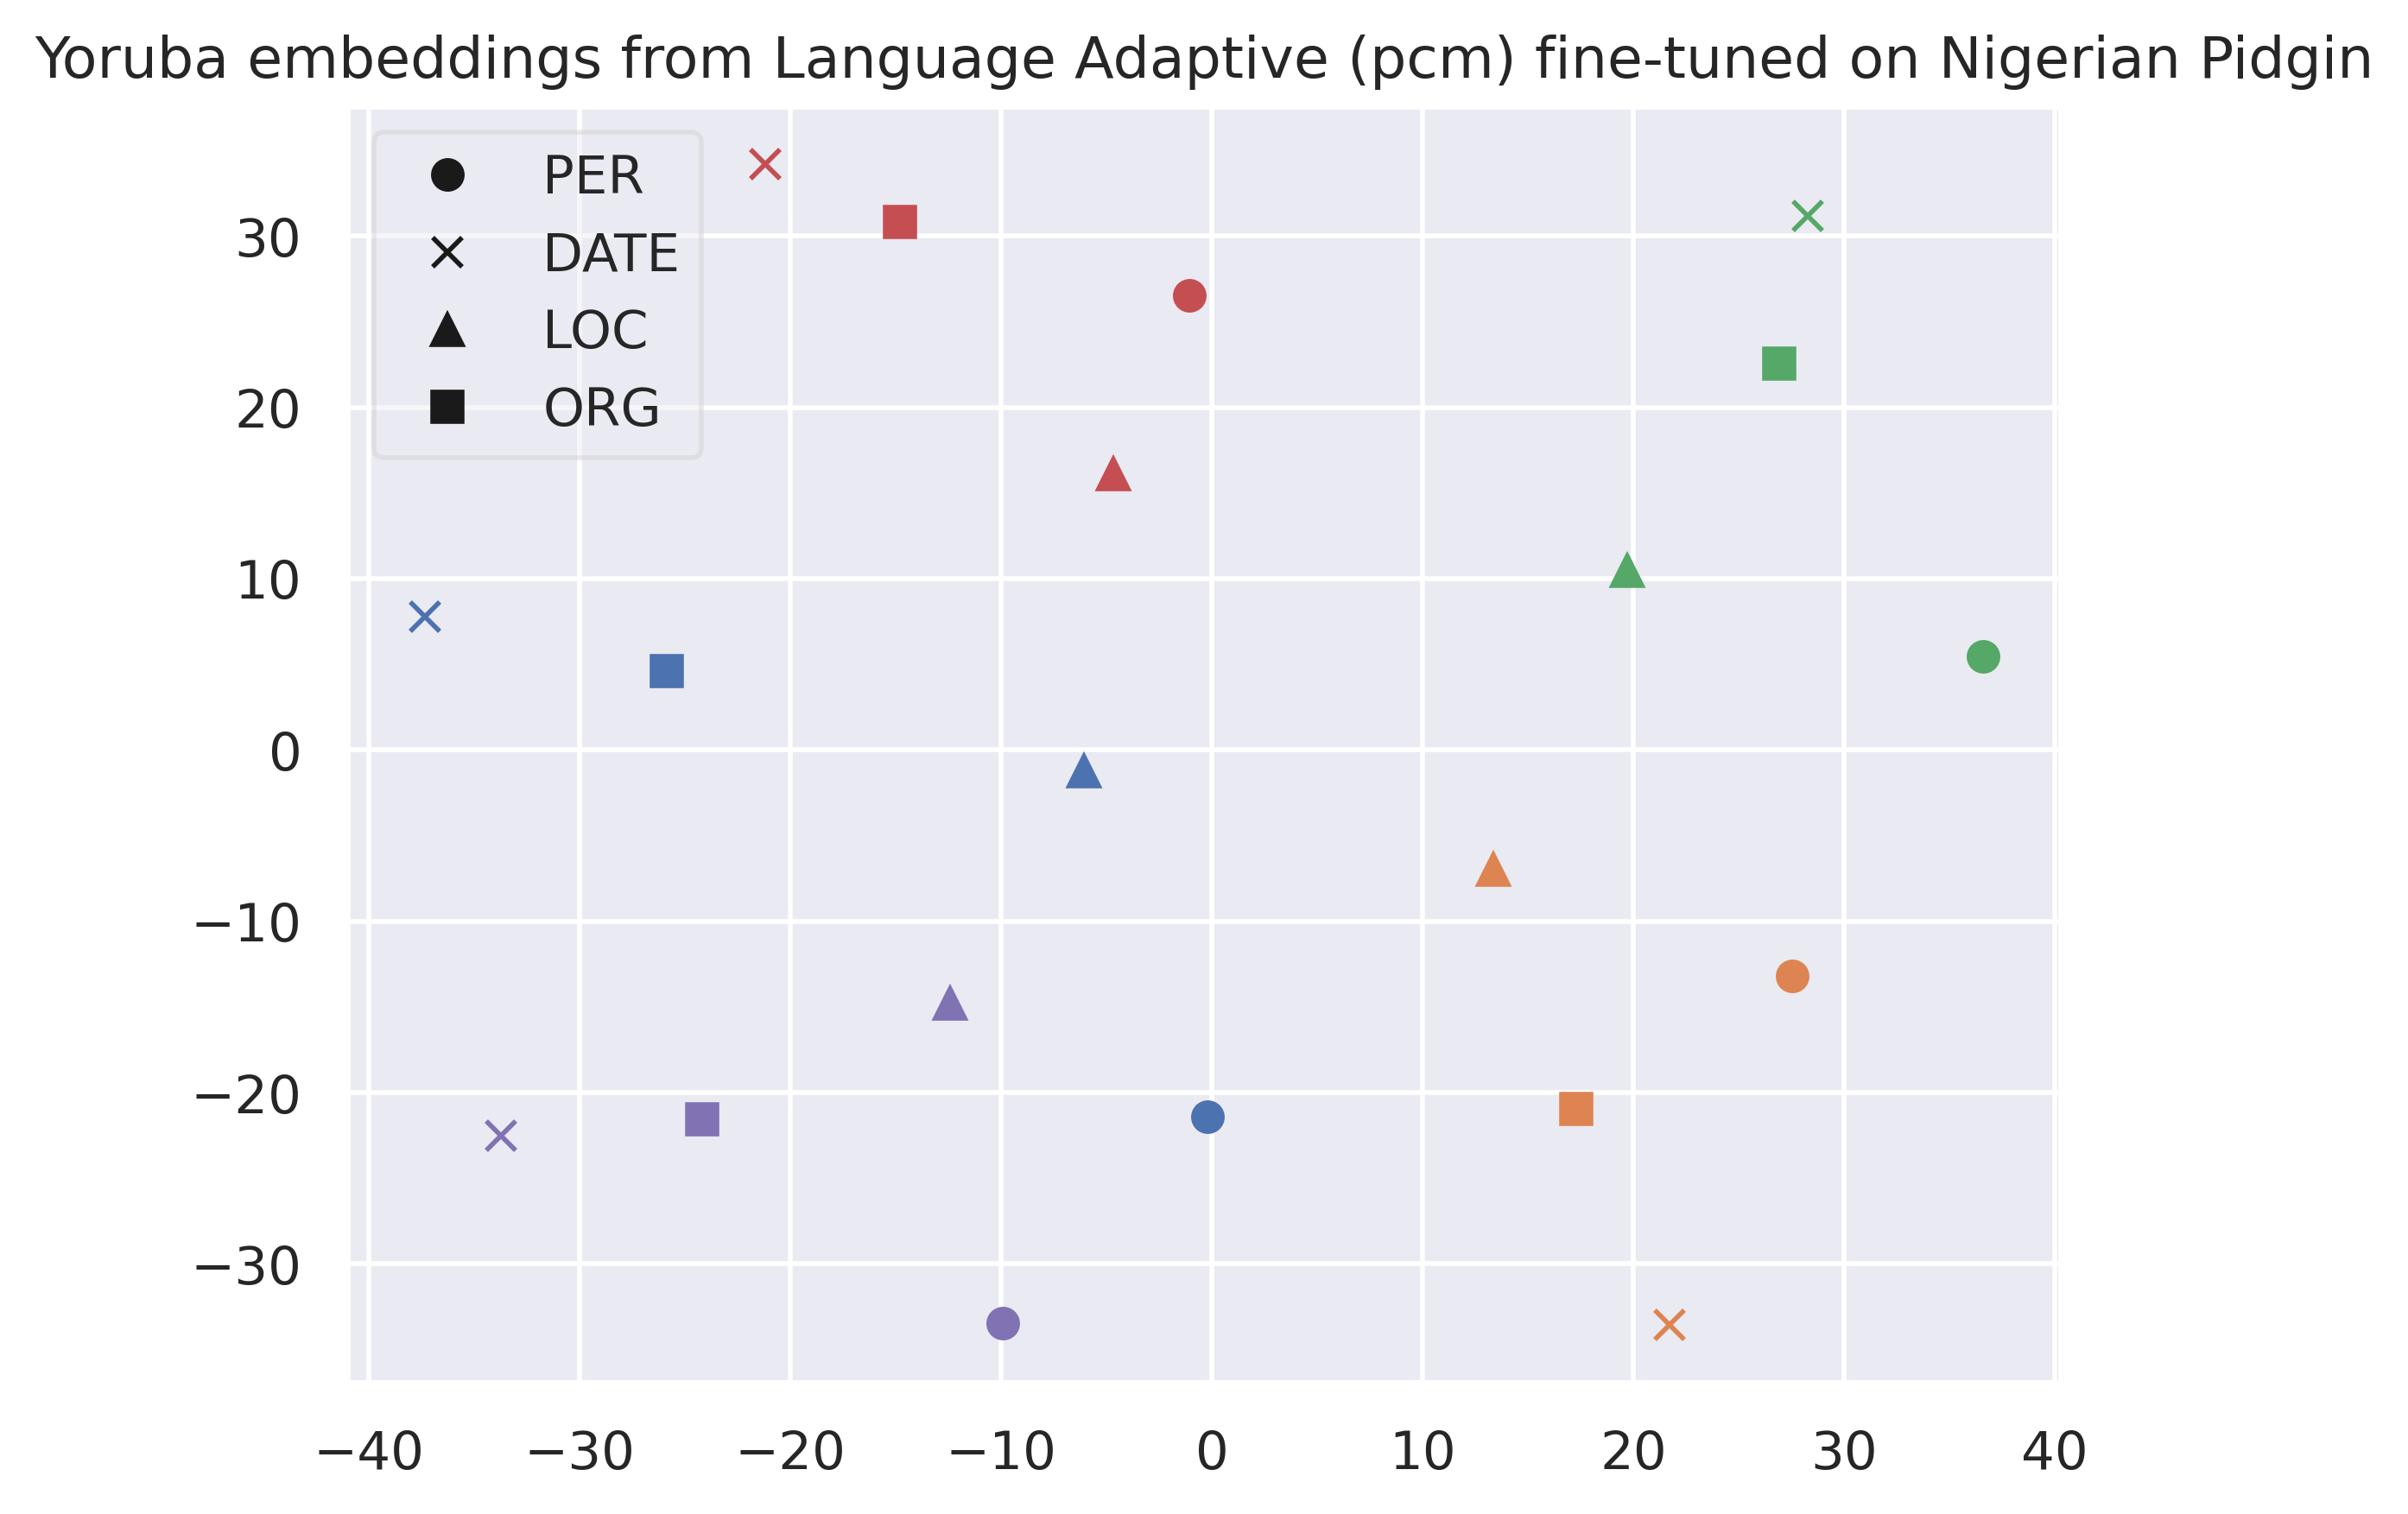 Yoruba embeddings from Language Adaptive (pcm) fine-tuned on Nigerian Pidgin
PER
DATE
LOC
ORG
30
20
10
0
−10
−20
−30
−40 −30 −20 −10 0 10 20 30 40